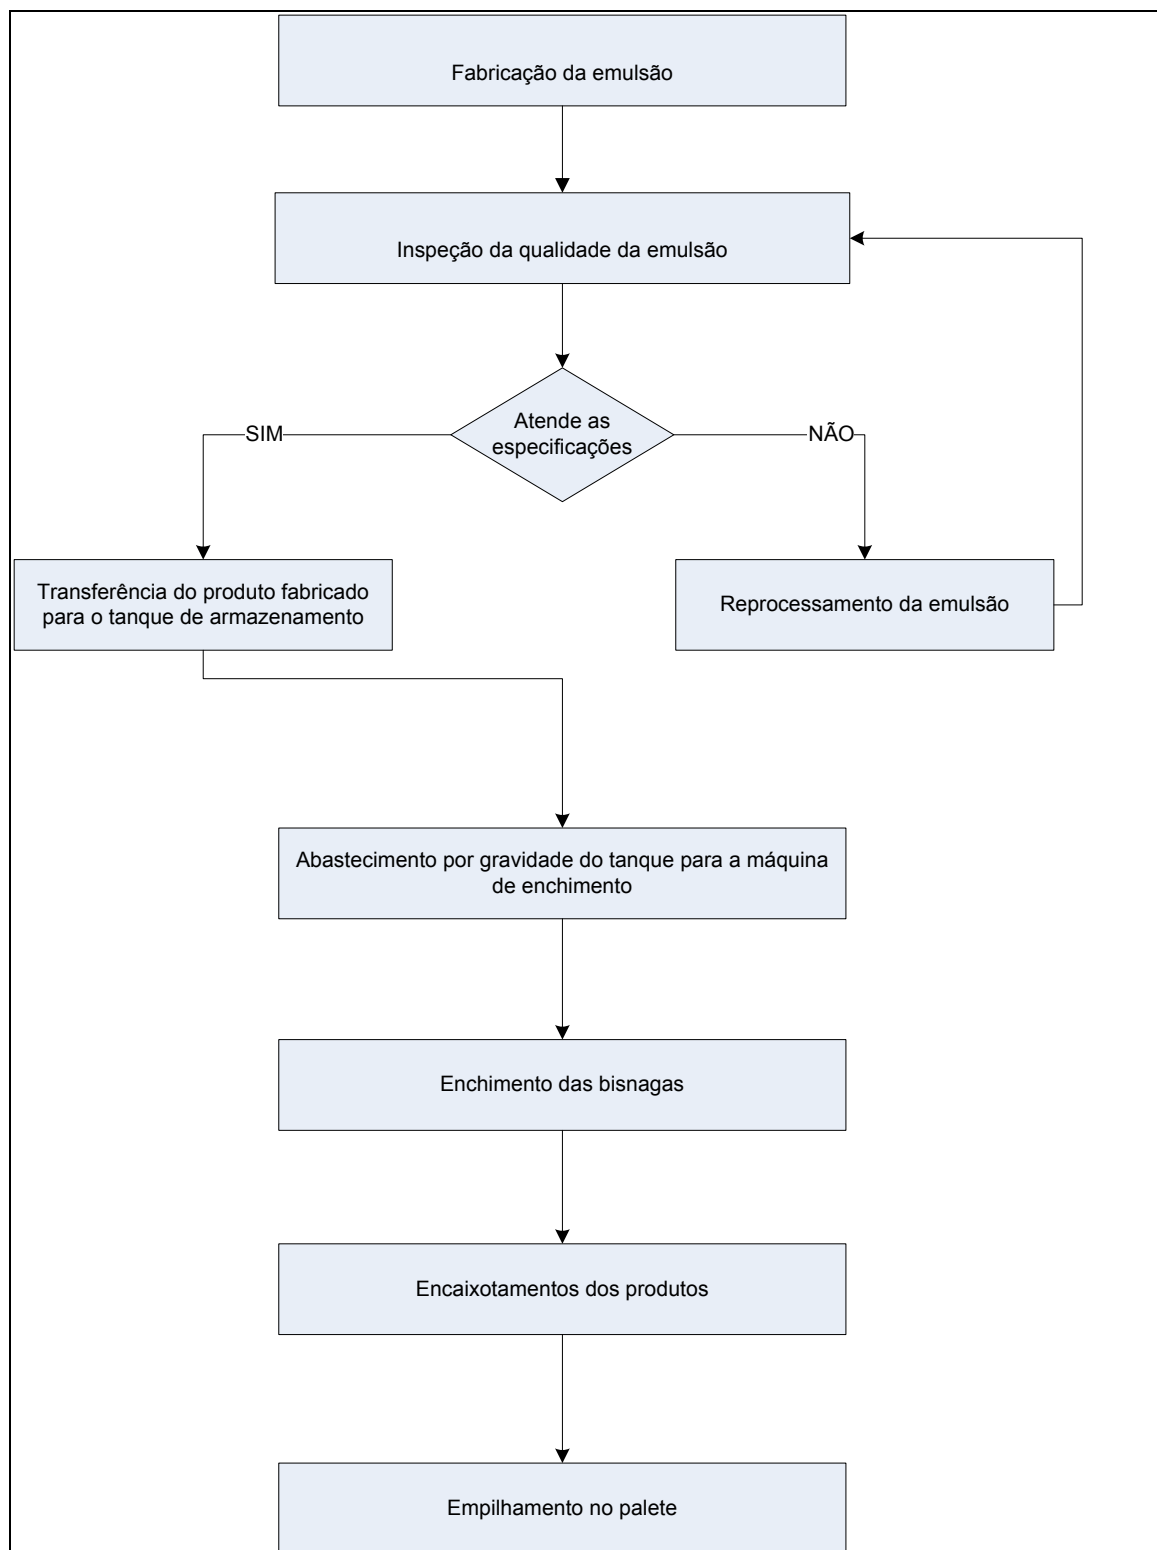 Fabricação da emulsão
Inspeção da qualidade da emulsão
Atende as
especificações
SIM
NÃO
Transferência do produto fabricado
para o tanque de armazenamento
Reprocessamento da emulsão
Abastecimento por gravidade do tanque para a máquina
de enchimento
Enchimento das bisnagas
Encaixotamentos dos produtos
Empilhamento no palete